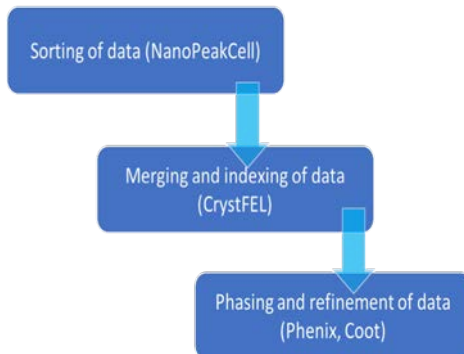 Sorting of data (NanoPeakCell)
Merging and indexing of data
(CrystFEL)
Phasing and refinement of data
(Phenix, Coot)